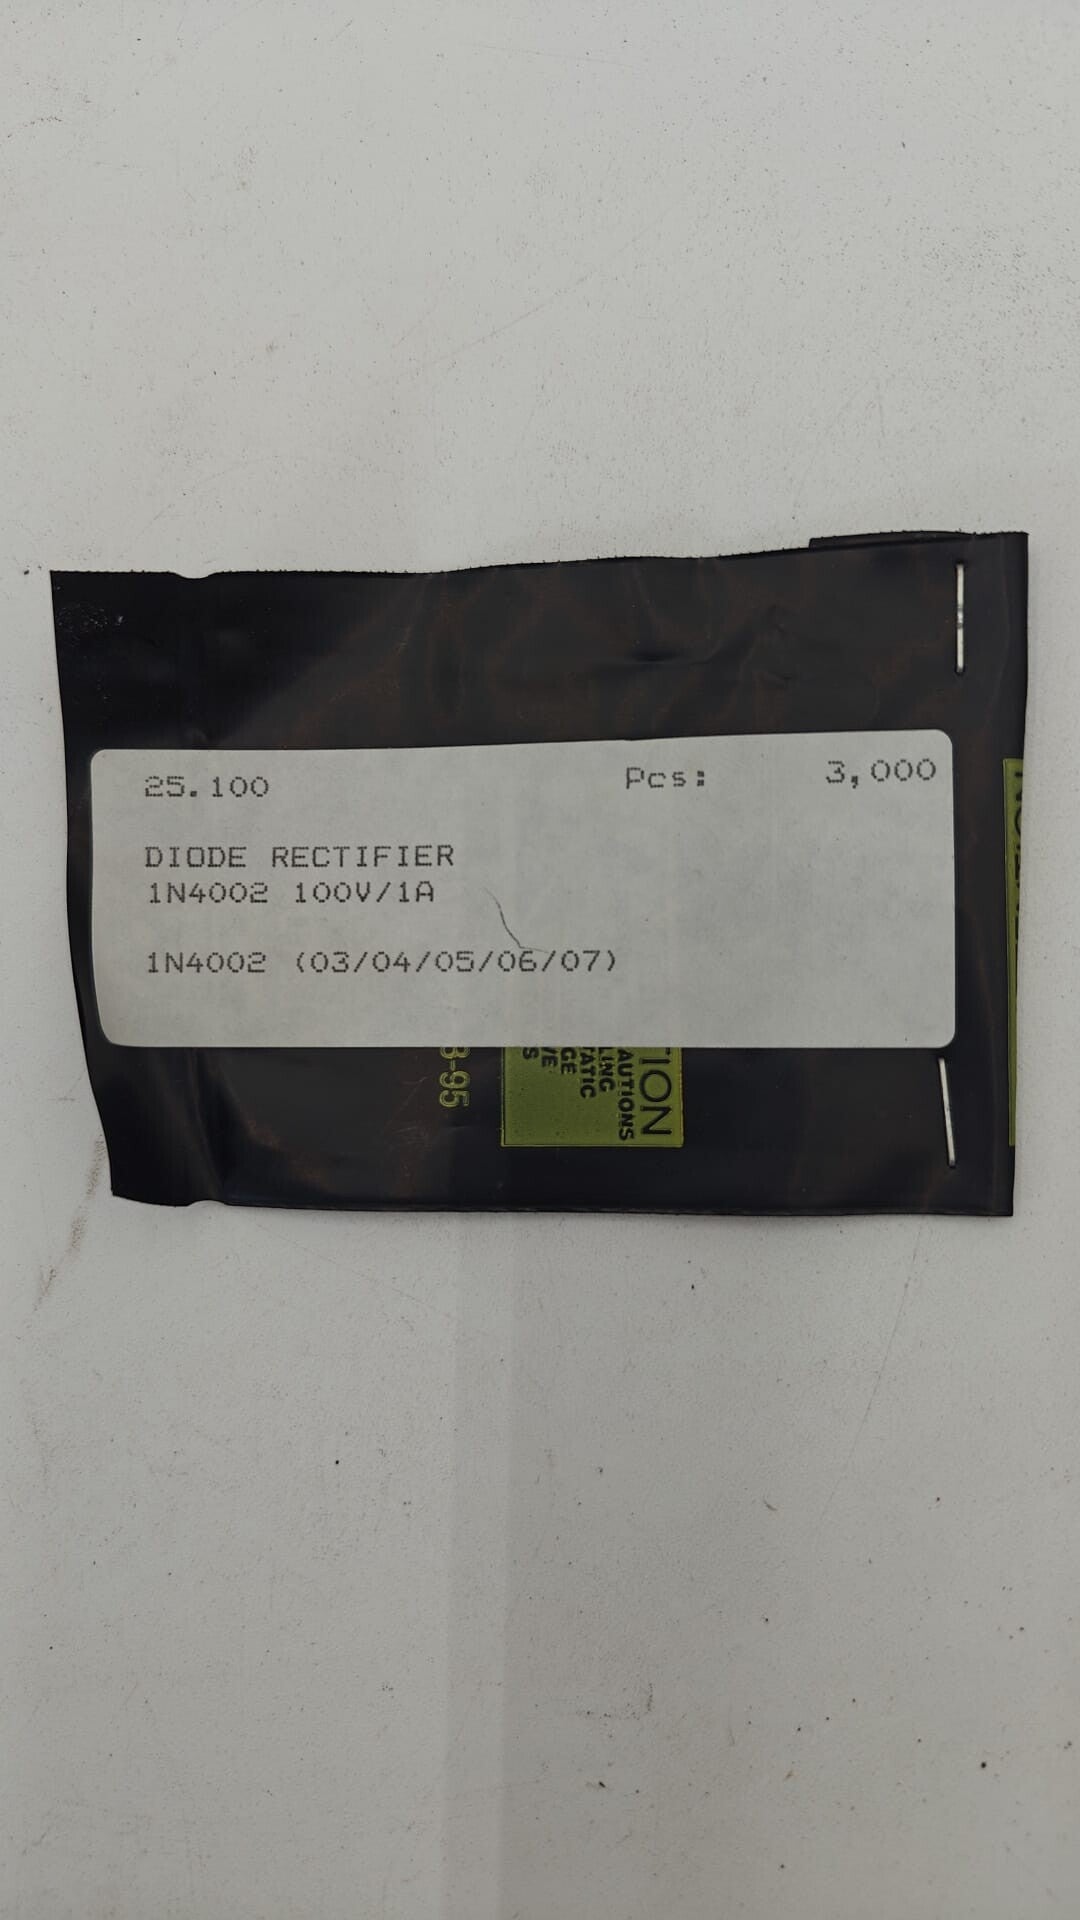 25.100 Pcs: 3,000
DIODE RECTIFIER
1N4002 100V/1A
1N4002 (03/04/05/06/07)
TION
AUTIONS
LING
TATIC
GE
VE
S
3-95